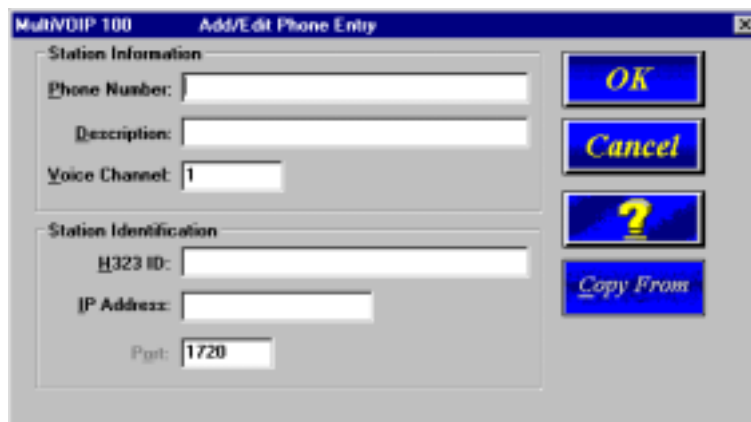 MultiVOIP 100 Add/Edit Phone Entry
Station Information
Phone Number:
Description:
Voice Channel: 1
OK
Cancel
?
Station Identification
H323 ID:
IP Address:
Port: 1720
Copy From